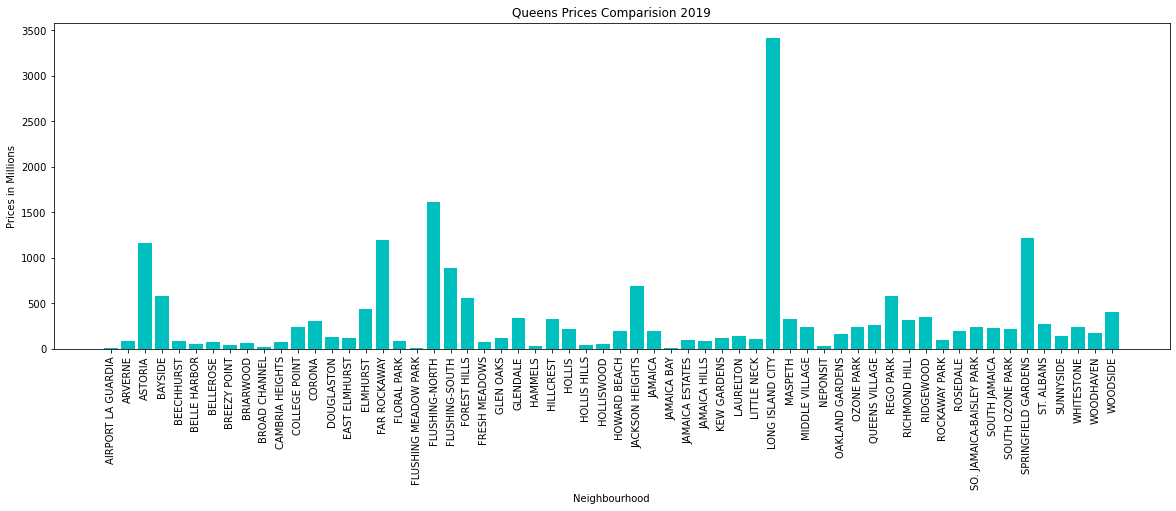 Queens Prices Comparision 2019
3500
3000
2500
2000
1500
1000
500
0
Prices in Millions
AIRPORT LA GUARDIA
ARVERNE
ASTORIA
BAYSIDE
BEECHHURST
BELLE HARBOR
BELLEROSE
BREEZY POINT
BRIARWOOD
BROAD CHANNEL
CAMBRIA HEIGHTS
COLLEGE POINT
CORONA
DOUGLASTON
EAST ELMHURST
ELMHURST
FAR ROCKAWAY
FLORAL PARK
FLUSHING MEADOW PARK
FLUSHING-NORTH
FLUSHING-SOUTH
FOREST HILLS
FRESH MEADOWS
GLEN OAKS
GLENDALE
HAMMELS
HILLCREST
HOLLIS
HOLLIS HILLS
HOLLISWOOD
HOWARD BEACH
JACKSON HEIGHTS
JAMAICA
JAMAICA BAY
JAMAICA ESTATES
JAMAICA HILLS
KEW GARDENS
LAURELTON
LITTLE NECK
LONG ISLAND CITY
MASPETH
MIDDLE VILLAGE
NEPONSIT
OAKLAND GARDENS
OZONE PARK
QUEENS VILLAGE
REGO PARK
RICHMOND HILL
RIDGEWOOD
ROCKAWAY PARK
ROSEDALE
SO. JAMAICA-BAISLEY PARK
SOUTH JAMAICA
SOUTH OZONE PARK
SPRINGFIELD GARDENS
ST. ALBANS
SUNNYSIDE
WHITESTONE
WOODHAVEN
WOODSIDE
Neighbourhood